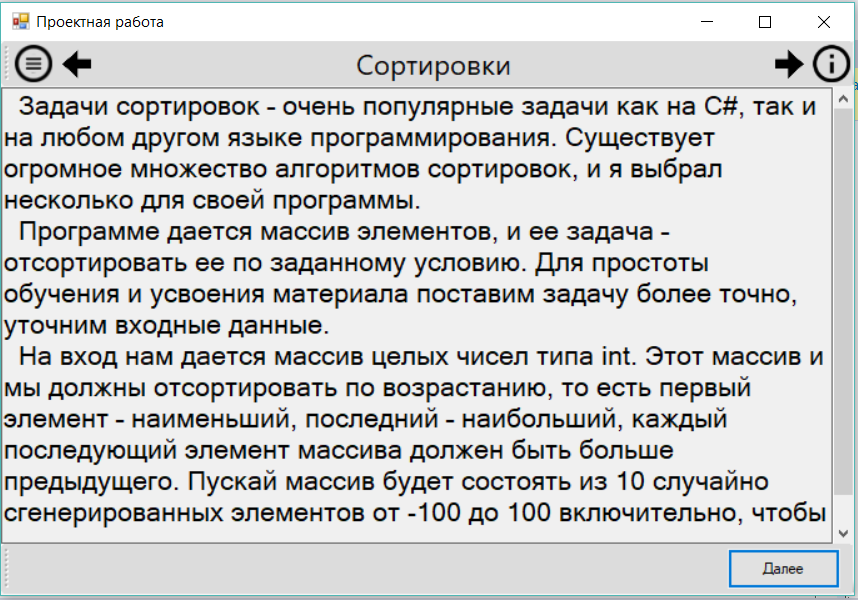 Проектная работа
Сортировки
Задачи сортировок - очень популярные задачи как на C#, так и
на любом другом языке программирования. Существует
огромное множество алгоритмов сортировок, и я выбрал
несколько для своей программы.
Программе дается массив элементов, и ее задача -
отсортировать ее по заданному условию. Для простоты
обучения и усвоения материала поставим задачу более точно,
уточним входные данные.
На вход нам дается массив целых чисел типа int. Этот массив и
мы должны отсортировать по возрастанию, то есть первый
элемент - наименьший, последний - наибольший, каждый
последующий элемент массива должен быть больше
предыдущего. Пускай массив будет состоять из 10 случайно
сгенерированных элементов от -100 до 100 включительно, чтобы
Далее